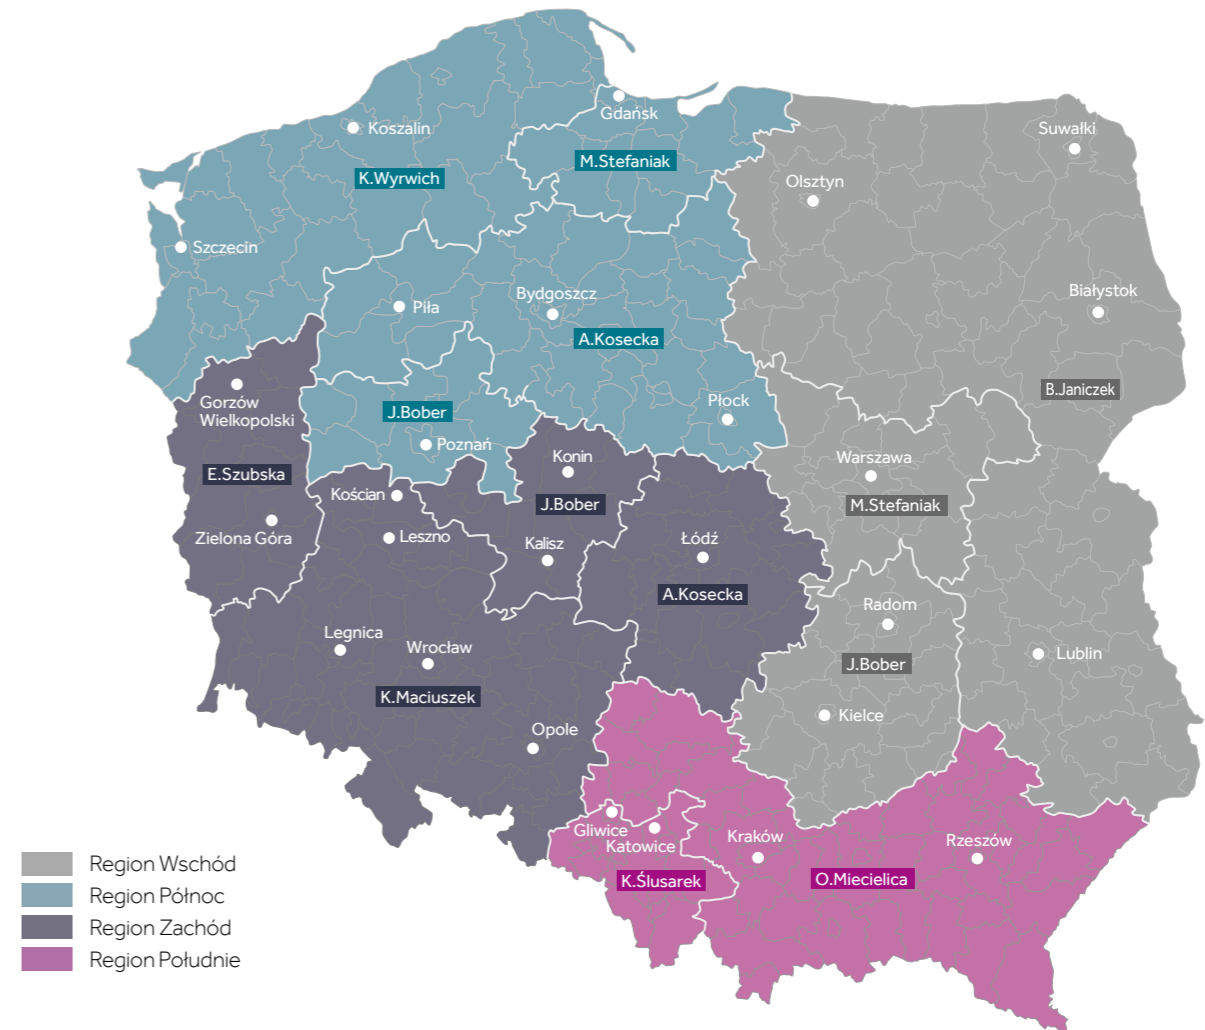 Gdańsk
Koszalin
Suwałki
M.Stefaniak
K.Wyrwich
Olsztyn
Szczecin
Białystok
Bydgoszcz
Piła
A.Kosecka
B.Janiczek
Gorzów
Wielkopolski
Płock
J.Bober
Poznań
Konin
Warszawa
E.Szubska
Kościan
J.Bober
M.Stefaniak
Zielona Góra
Leszno
Kalisz
Łódź
A.Kosecka
Radom
Legnica
Wrocław
J.Bober
Lublin
K.Maciuszek
Kielce
Opole
Gliwice
Katowice
Kraków
Rzeszów
K.Ślusarek
O.Miecielica
Region Wschód
Region Północ
Region Zachód
Region Południe